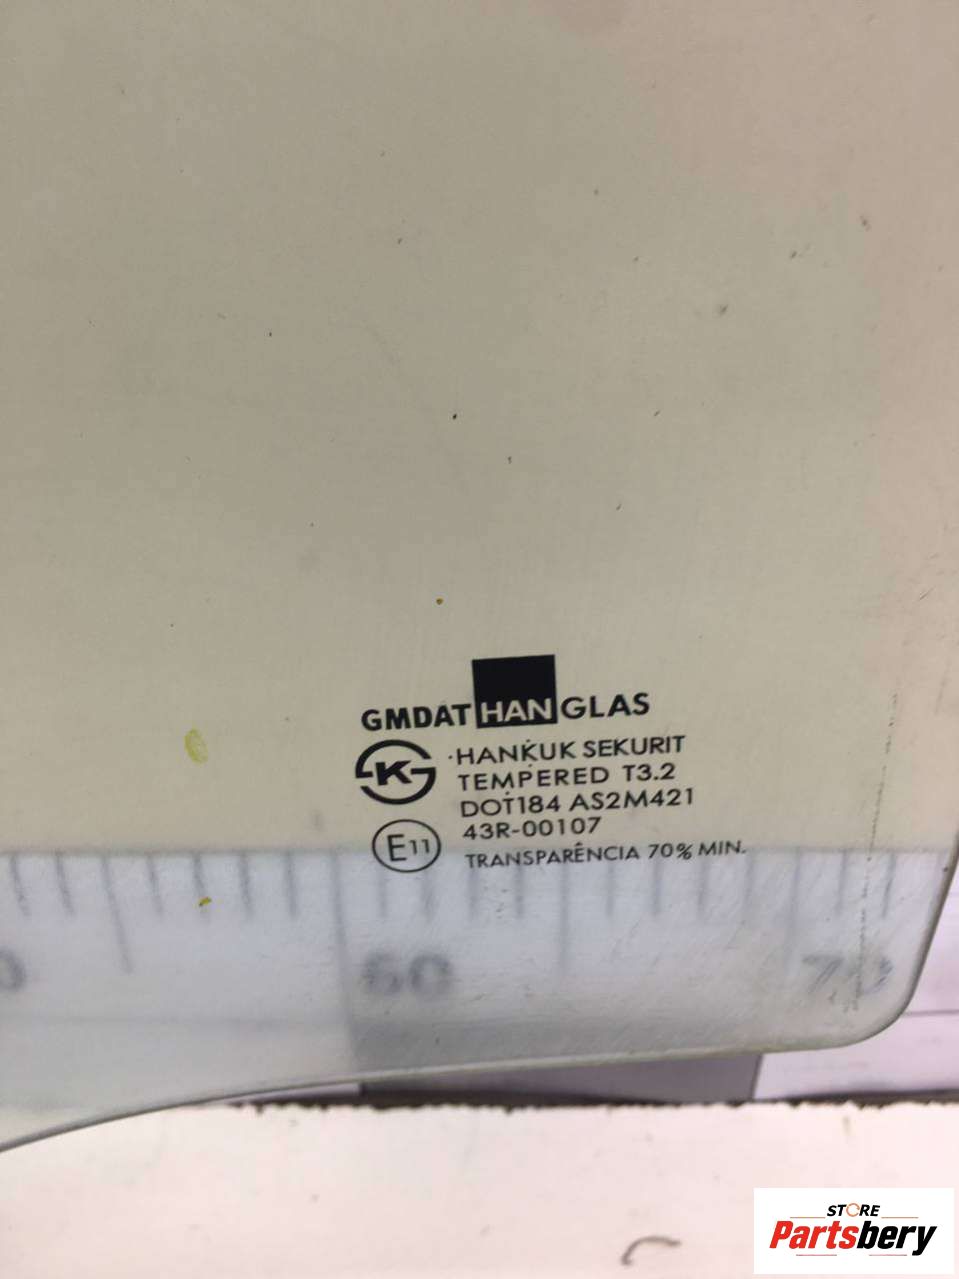 GMDAT HAN GLAS
HANKUK SEKURIT
TEMPERED T3.2
DOT184 AS2M421
43R-00107
E11
TRANSPARÊNCIA 70% MIN.
60
70
STORE
Partsbery